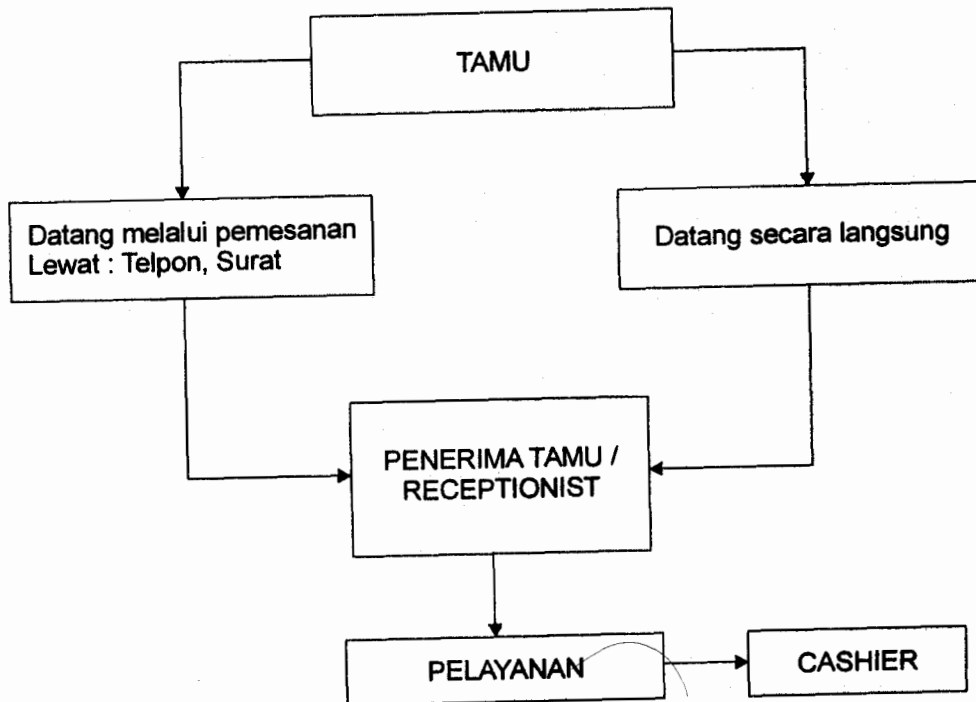 TAMU
Datang melalui pemesanan
Lewat : Telpon, Surat
Datang secara langsung
PENERIMA TAMU /
RECEPTIONIST
PELAYANAN
CASHIER